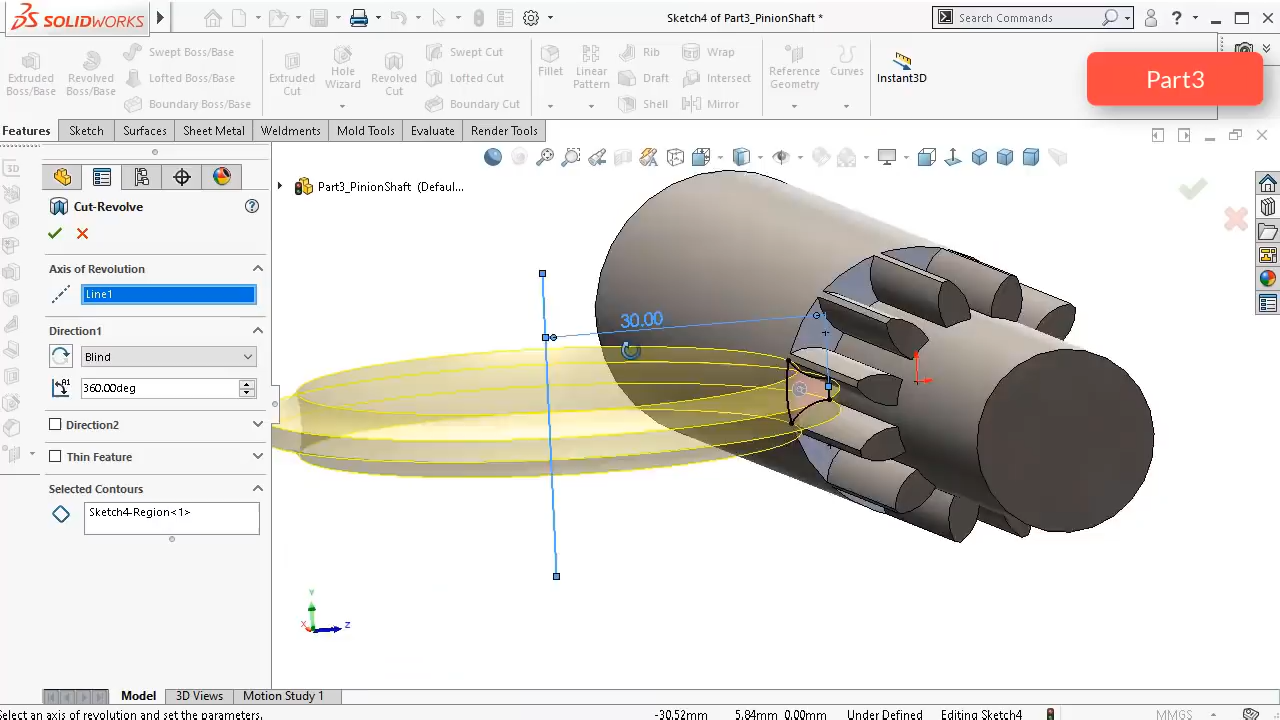 SOLIDWORKS
Sketch4 of Part3_PinionShaft *
Search Commands
?
Extruded Boss/Base
Revolved Boss/Base
Swept Boss/Base
Lofted Boss/Base
Boundary Boss/Base
Extruded Cut
Hole Wizard
Revolved Cut
Swept Cut
Lofted Cut
Boundary Cut
Fillet
Linear Pattern
Rib
Draft
Shell
Wrap
Intersect
Mirror
Reference Geometry
Curves
Instant3D
Part3
Features
Sketch
Surfaces
Sheet Metal
Weldments
Mold Tools
Evaluate
Render Tools
3D
Part3_PinionShaft (Defaul...
Cut-Revolve
?
Axis of Revolution
Line1
Direction1
Blind
A1
360.00deg
Direction2
Thin Feature
Selected Contours
Sketch4-Region<1>
30.00
Y
X
Z
Model
3D Views
Motion Study 1
Select an axis of revolution and set the parameters.
-30.52mm
5.84mm
0.00mm
Under Defined
Editing Sketch4
MMGS